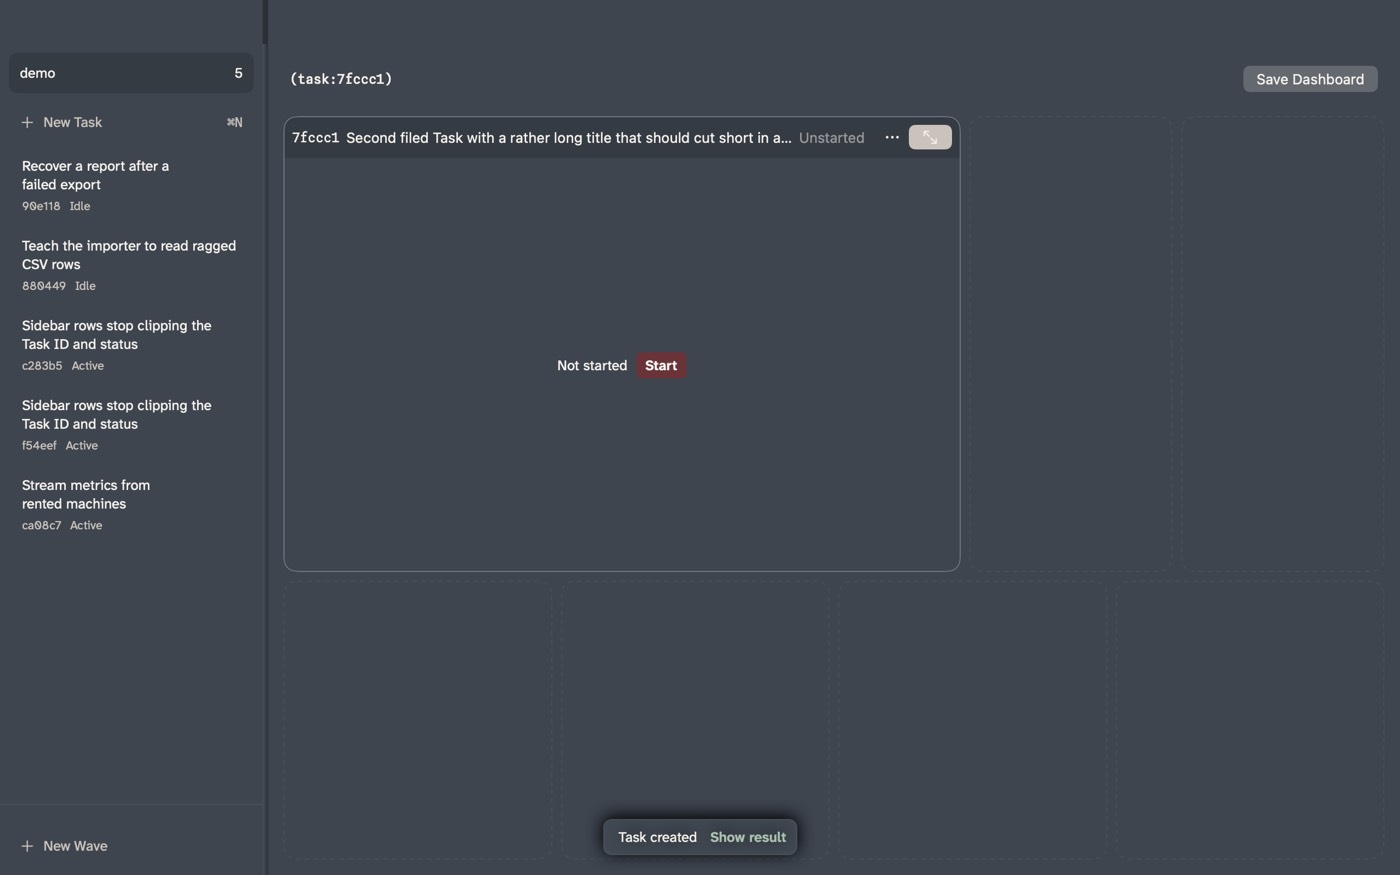 demo 5
+ New Task ⌘N
Recover a report after a
failed export
90e118 Idle
Teach the importer to read ragged
CSV rows
880449 Idle
Sidebar rows stop clipping the
Task ID and status
c283b5 Active
Sidebar rows stop clipping the
Task ID and status
f54eef Active
Stream metrics from
rented machines
ca08c7 Active
+ New Wave
(task:7fccc1)
Save Dashboard
7fccc1 Second filed Task with a rather long title that should cut short in a... Unstarted ···
Not started Start
Task created Show result